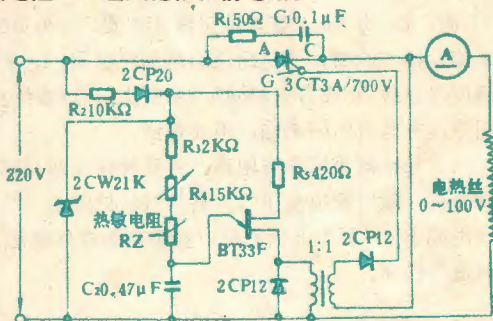 R₁50Ω
C₁0.1μF
A
C
G
3CT3A/700V
A
2CP20
R₂10KΩ
R₃2KΩ
R₅420Ω
220V
2CW21K
R₄15KΩ
热敏电阻
RZ
BT33F
1:1
2CP12
电热丝
0～100V
C₂0.47μF
2CP12